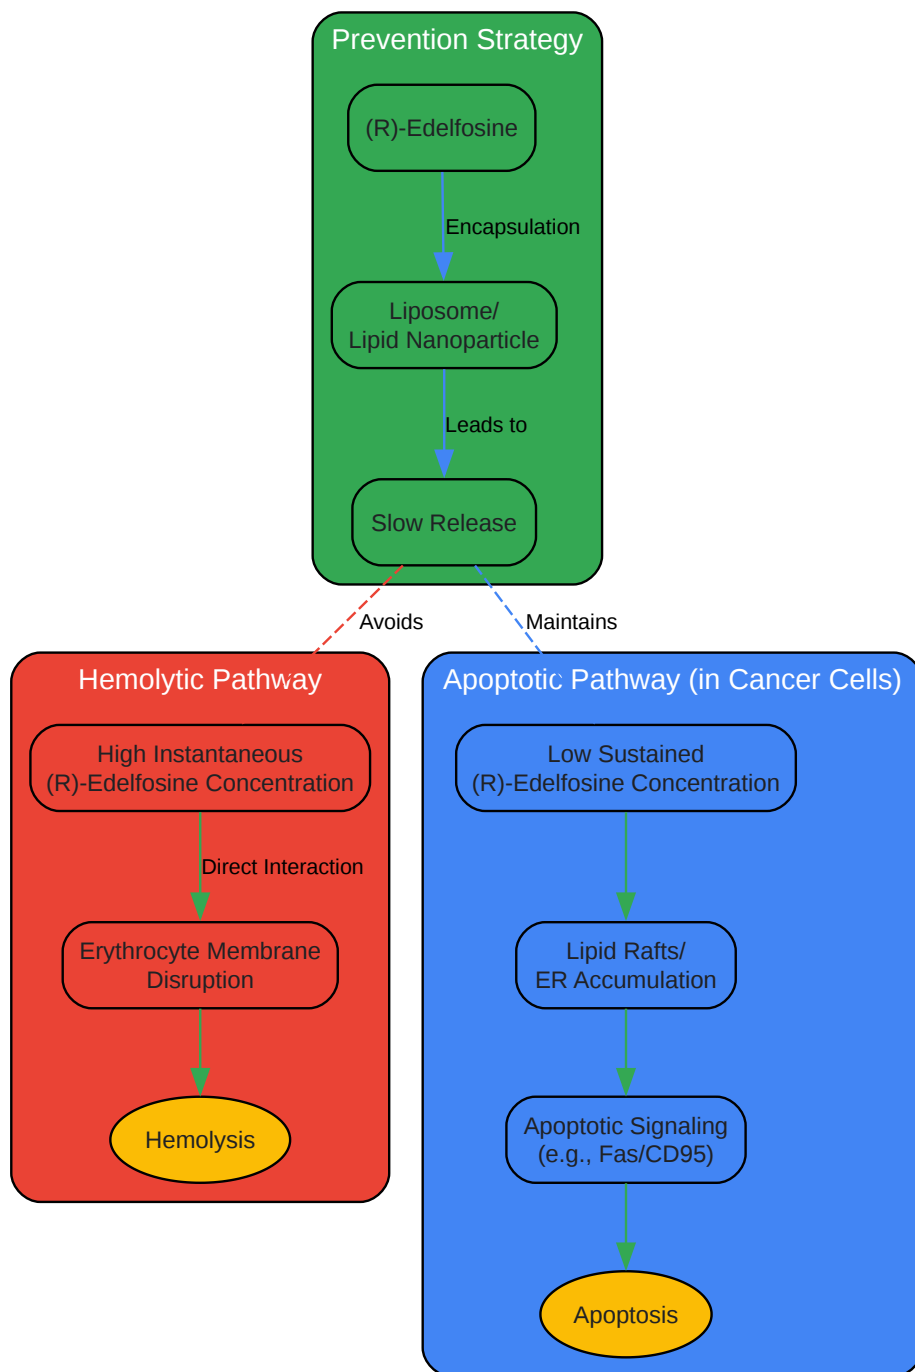 Prevention Strategy
(R)-Edelfosine
Encapsulation
Liposome/
Lipid Nanoparticle
Leads to
Slow Release
Avoids
Maintains
Hemolytic Pathway
High Instantaneous
(R)-Edelfosine Concentration
Direct Interaction
Erythrocyte Membrane
Disruption
Hemolysis
Apoptotic Pathway (in Cancer Cells)
Low Sustained
(R)-Edelfosine Concentration
Lipid Rafts/
ER Accumulation
Apoptotic Signaling
(e.g., Fas/CD95)
Apoptosis